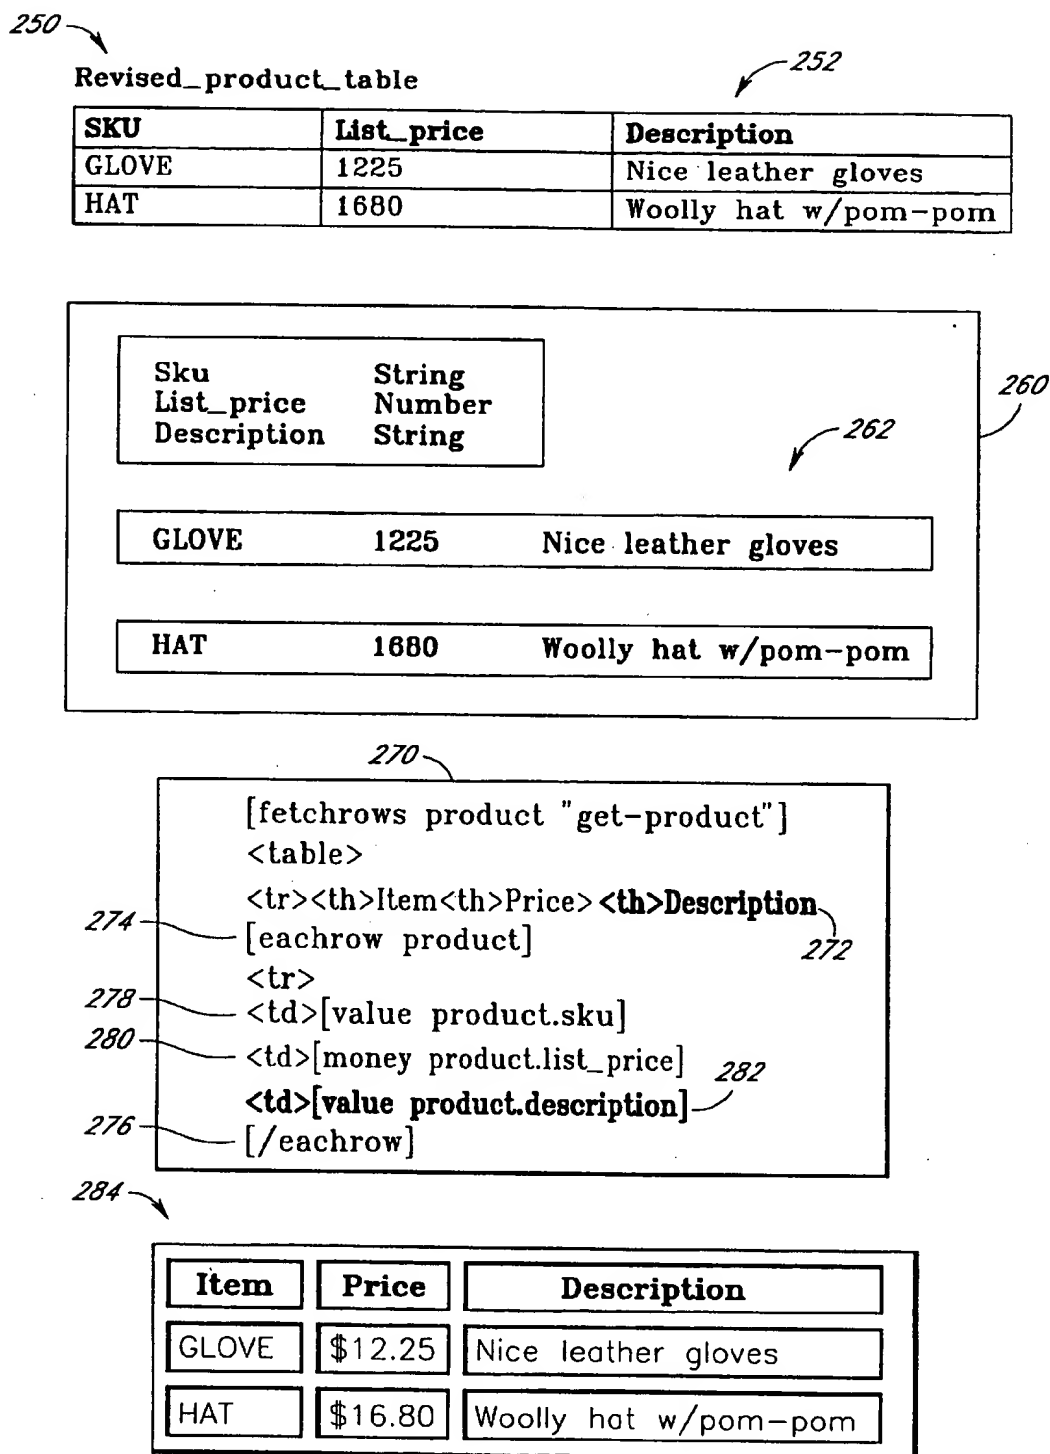 250
252
Revised_product_table
SKU List_price Description
GLOVE 1225 Nice leather gloves
HAT 1680 Woolly hat w/pom-pom
260
Sku String
List_price Number
Description String
262
GLOVE 1225 Nice leather gloves
HAT 1680 Woolly hat w/pom-pom
270
[fetchrows product "get-product"]
<table>
<tr><th>Item<th>Price><th>Description
272
274
[eachrow product]
<tr>
278
<td>[value product.sku]
280
<td>[money product.list_price]
282
<td>[value product.description]
276
[/eachrow]
284
Item Price Description
GLOVE $12.25 Nice leather gloves
HAT $16.80 Woolly hat w/pom-pom